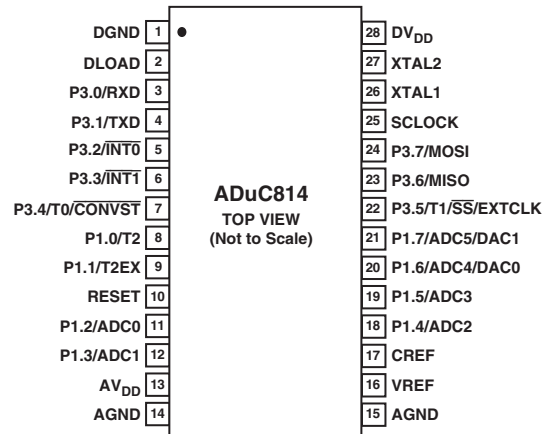 DGND 1
DLOAD 2
P3.0/RXD 3
P3.1/TXD 4
P3.2/INT0 5
P3.3/INT1 6
P3.4/T0/CONVST 7
P1.0/T2 8
P1.1/T2EX 9
RESET 10
P1.2/ADC0 11
P1.3/ADC1 12
AVDD 13
AGND 14
ADuC814
TOP VIEW
(Not to Scale)
28 DVDD
27 XTAL2
26 XTAL1
25 SCLOCK
24 P3.7/MOSI
23 P3.6/MISO
22 P3.5/T1/SS/EXTCLK
21 P1.7/ADC5/DAC1
20 P1.6/ADC4/DAC0
19 P1.5/ADC3
18 P1.4/ADC2
17 CREF
16 VREF
15 AGND